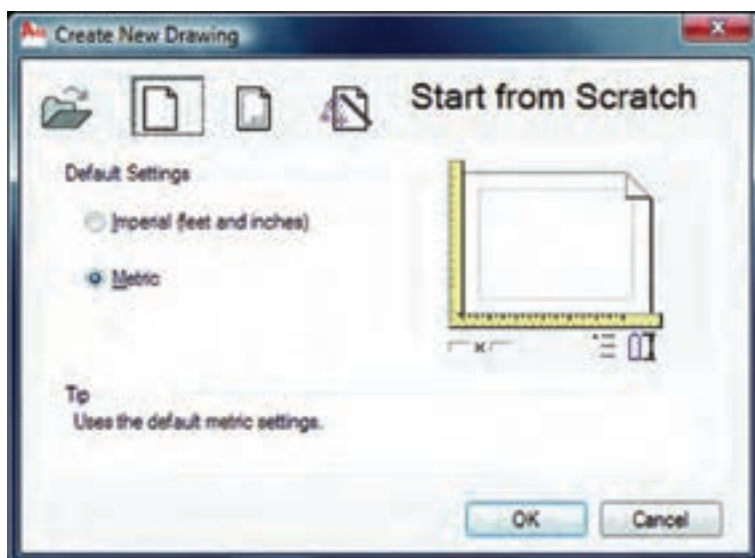 Create New Drawing
Start from Scratch
Default Settings
Imperial (feet and inches)
Metric
Tip
Uses the default metric settings.
OK
Cancel